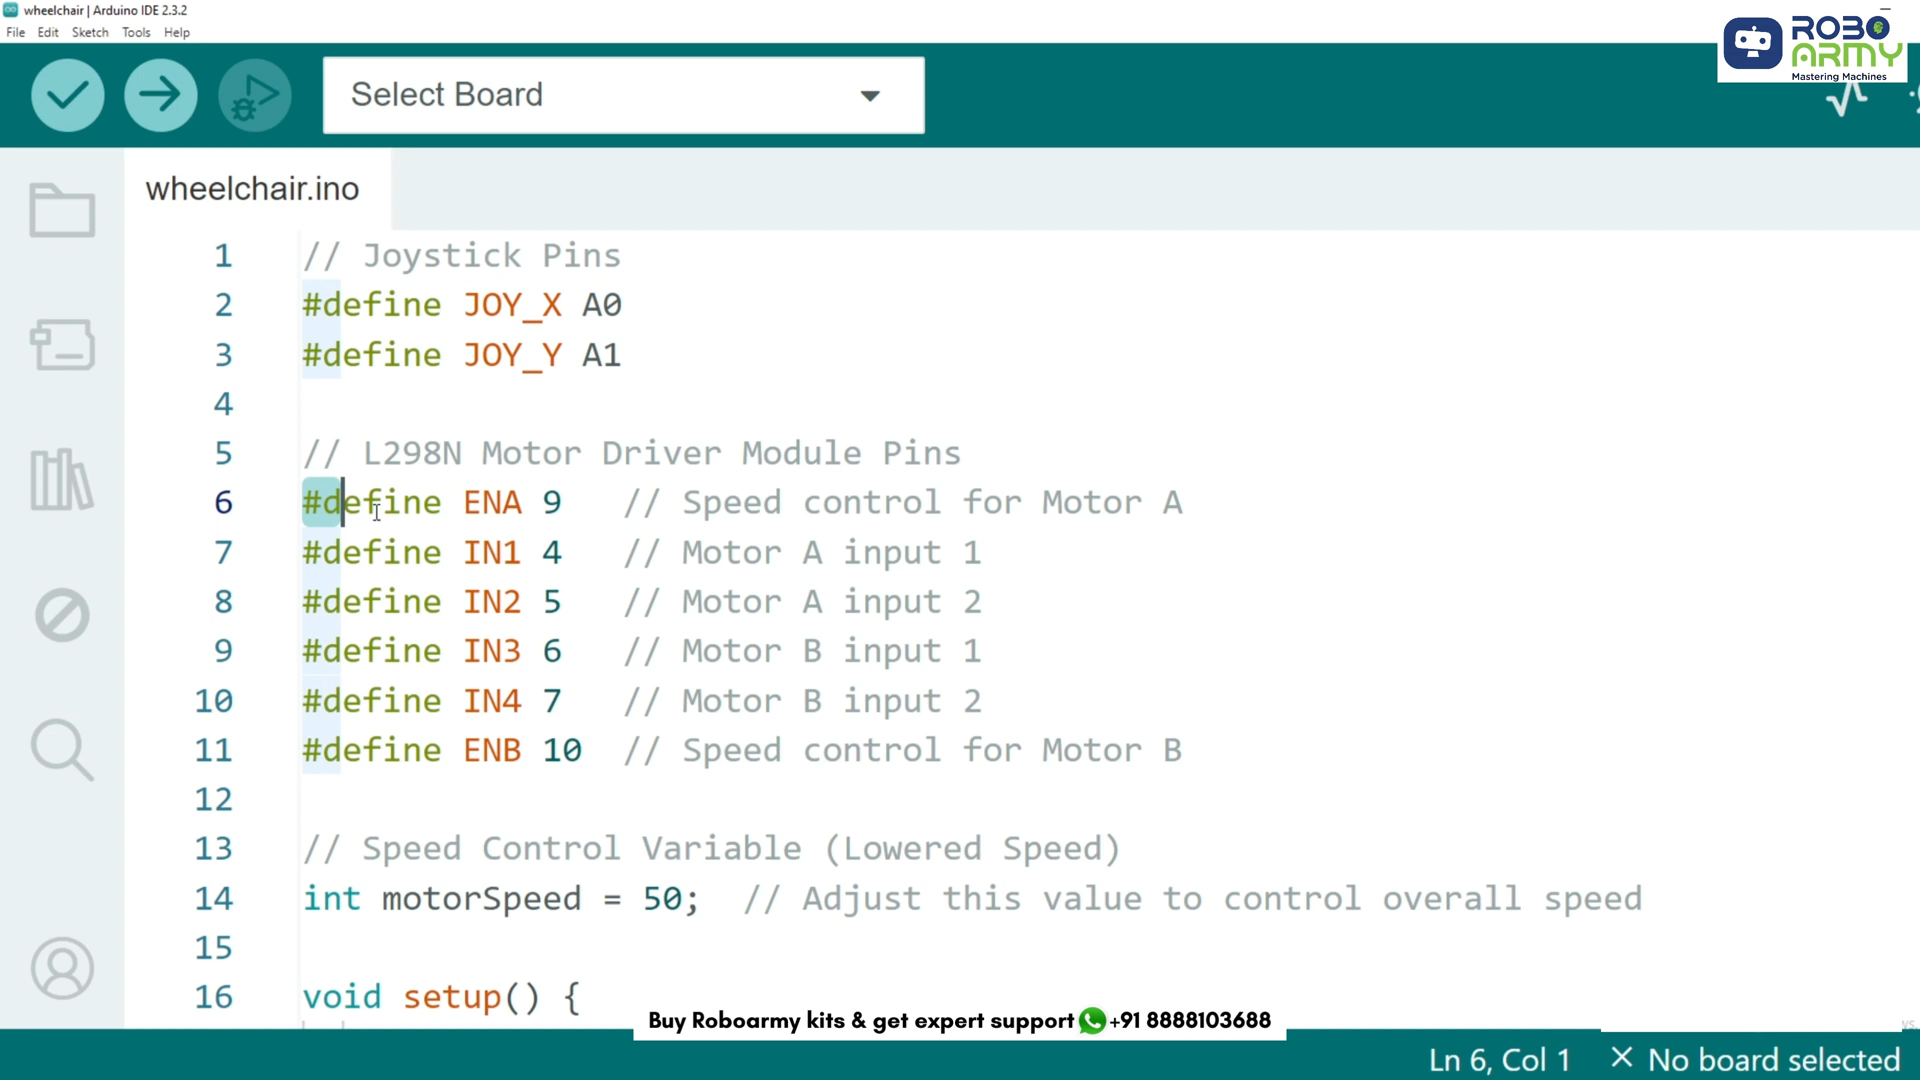 wheelchair | Arduino IDE 2.3.2
File Edit Sketch Tools Help
ROBO
ARMY
Mastering Machines
Select Board
wheelchair.ino
1 // Joystick Pins
2 #define JOY_X A0
3 #define JOY_Y A1
4
5 // L298N Motor Driver Module Pins
6 #define ENA 9 // Speed control for Motor A
7 #define IN1 4 // Motor A input 1
8 #define IN2 5 // Motor A input 2
9 #define IN3 6 // Motor B input 1
10 #define IN4 7 // Motor B input 2
11 #define ENB 10 // Speed control for Motor B
12
13 // Speed Control Variable (Lowered Speed)
14 int motorSpeed = 50; // Adjust this value to control overall speed
15
16 void setup() {
Buy Roboarmy kits & get expert support +91 8888103688
Ln 6, Col 1 × No board selected